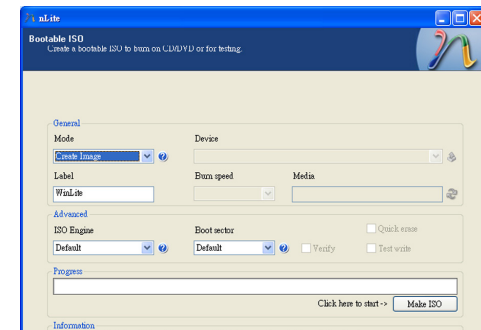 nLite
Bootable ISO
Create a bootable ISO to burn on CD/DVD or for testing.
General
Mode
Device
Create Image
Label
Burn speed
Media
WinLite
Advanced
ISO Engine
Boot sector
Quick erase
Default
Default
Verify
Test write
Progress
Click here to start -> Make ISO
Information